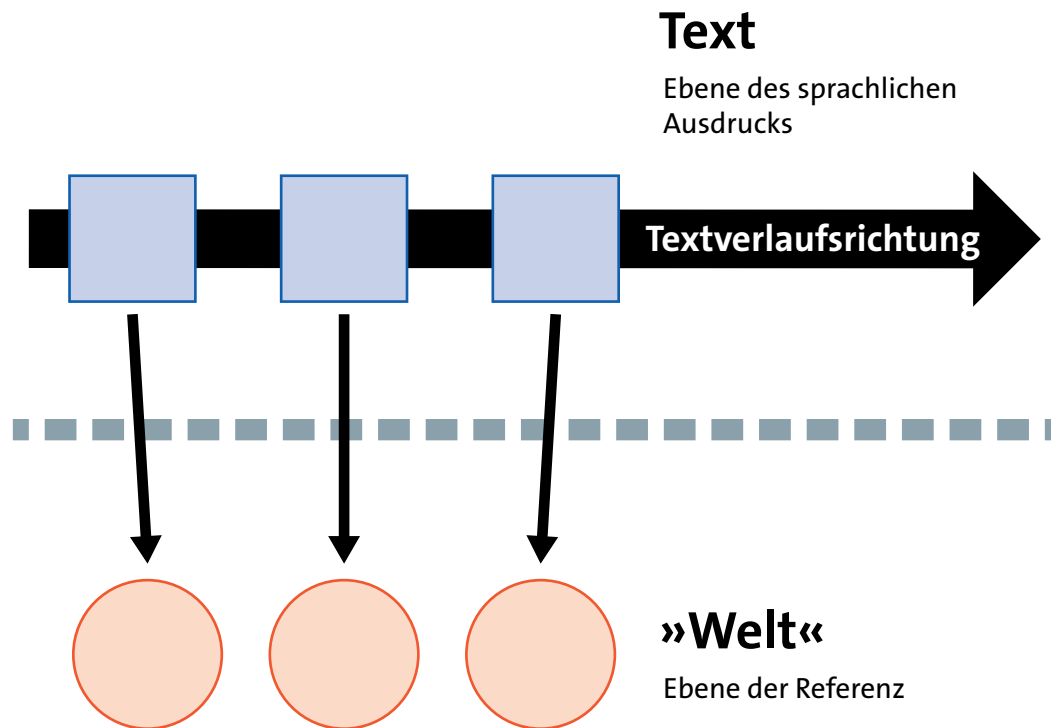 Text
Ebene des sprachlichen
Ausdrucks
Textverlaufsrichtung
»Welt«
Ebene der Referenz